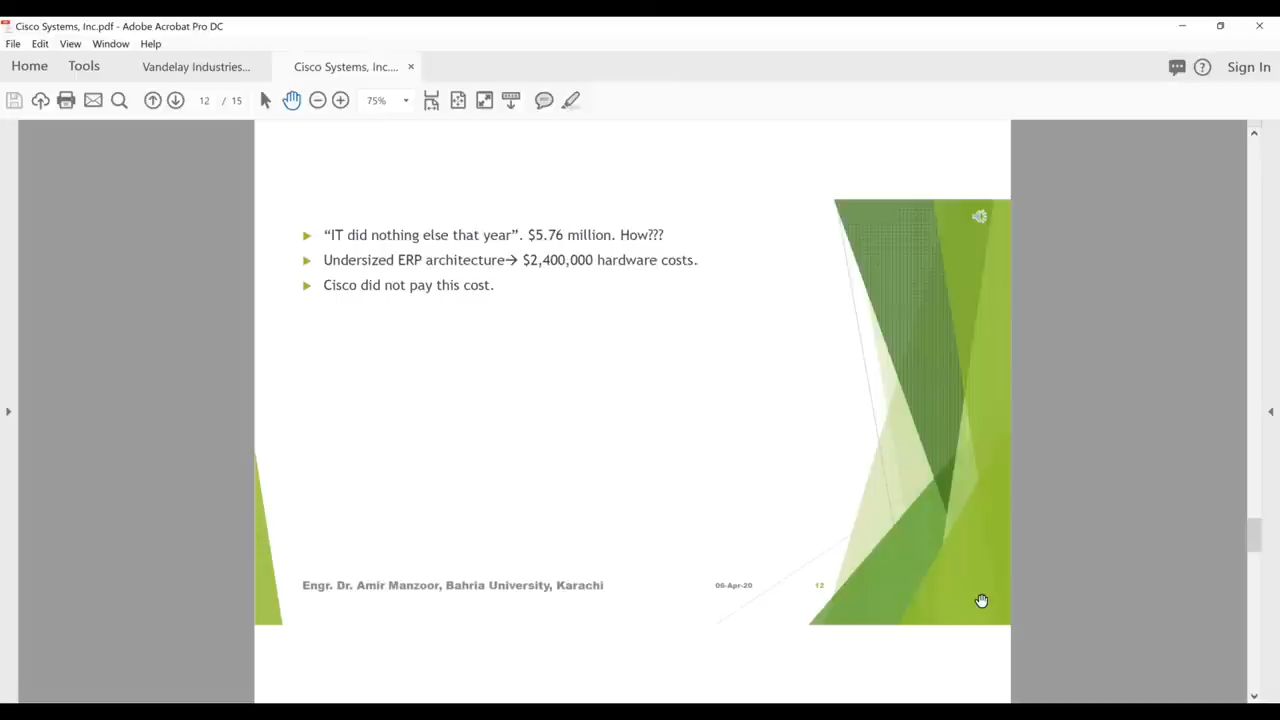 Cisco Systems, Inc.pdf - Adobe Acrobat Pro DC
File Edit View Window Help
Home Tools Vandelay Industries... Cisco Systems, Inc.... × Sign In
12 / 15 75%
“IT did nothing else that year”. $5.76 million. How???
Undersized ERP architecture→ $2,400,000 hardware costs.
Cisco did not pay this cost.
Engr. Dr. Amir Manzoor, Bahria University, Karachi 06-Apr-20 12